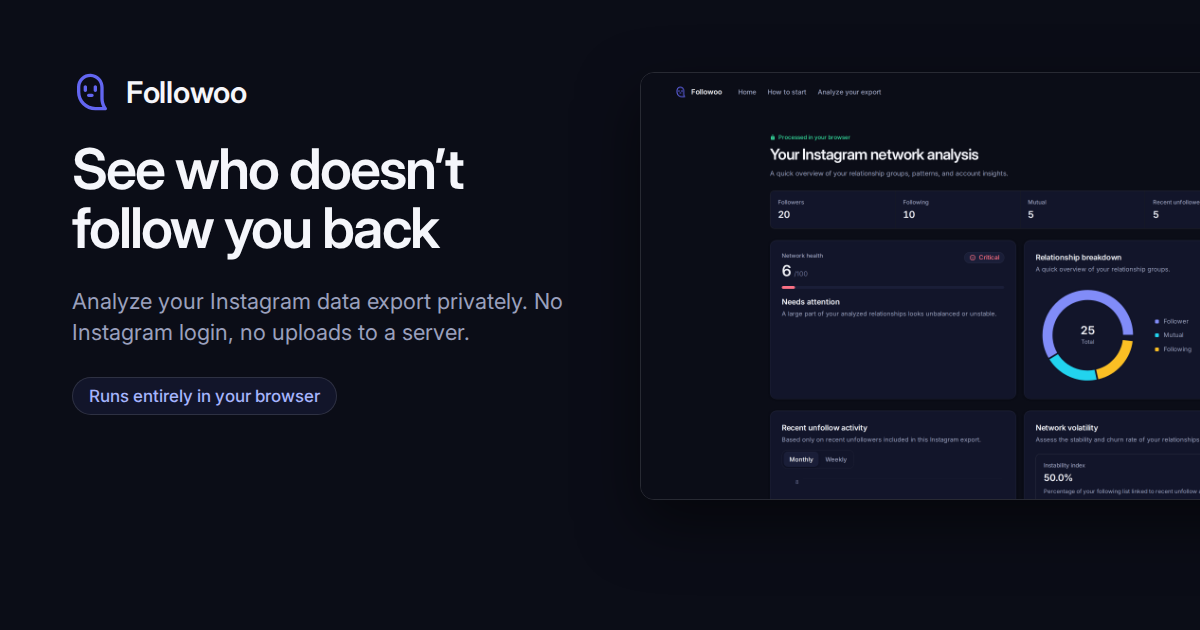 Followoo
See who doesn’t
follow you back
Analyze your Instagram data export privately. No
Instagram login, no uploads to a server.
Runs entirely in your browser
Followoo Home How to start Analyze your export
Processed in your browser
Your Instagram network analysis
A quick overview of your relationship groups, patterns, and account insights.
Followers Following Mutual Recent unfollowe
20 10 5 5
Network health Critical
6 /100
Needs attention
A large part of your analyzed relationships looks unbalanced or unstable.
Relationship breakdown
A quick overview of your relationship groups.
25
Total
Follower
Mutual
Following
Recent unfollow activity
Based only on recent unfollowers included in this Instagram export.
Monthly Weekly
Network volatility
Assess the stability and churn rate of your relationships
Instability index
50.0%
Percentage of your following list linked to recent unfollow